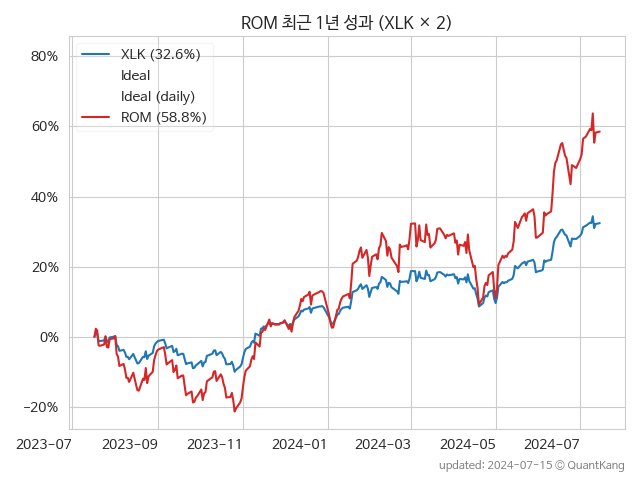 ROM 최근 1년 성과 (XLK × 2)
XLK (32.6%)
Ideal
Ideal (daily)
ROM (58.8%)
80%
60%
40%
20%
0%
−20%
2023−07
2023−09
2023−11
2024−01
2024−03
2024−05
2024−07
updated: 2024-07-15 © QuantKang